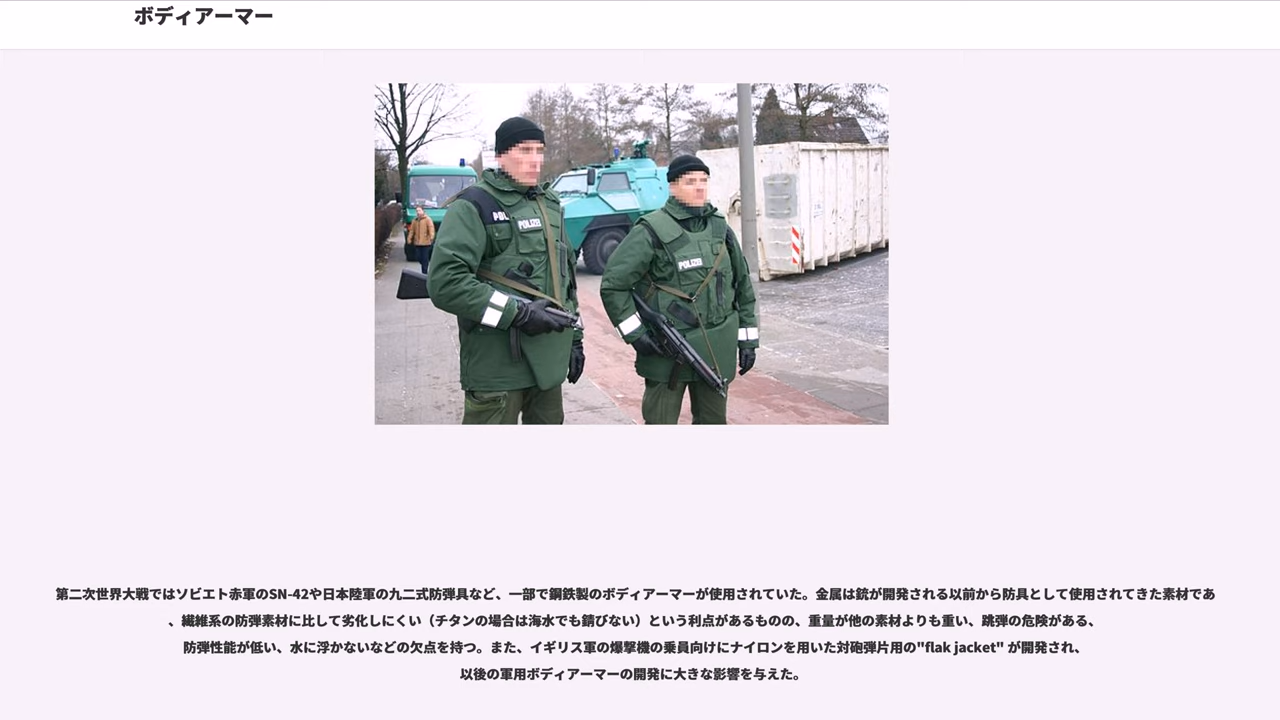 ボディアーマー
POL
POLIZEI
POLIZEI
第二次世界大戦ではソビエト赤軍のSN-42や日本陸軍の九二式防弾具など、一部で鋼鉄製のボディアーマーが使用されていた。金属は銃が開発される以前から防具として使用されてきた素材であ
、繊維系の防弾素材に比して劣化しにくい（チタンの場合は海水でも錆びない）という利点があるものの、重量が他の素材よりも重い、跳弾の危険がある、
防弾性能が低い、水に浮かないなどの欠点を持つ。また、イギリス軍の爆撃機の乗員向けにナイロンを用いた対砲弾片用の"flak jacket" が開発され、
以後の軍用ボディアーマーの開発に大きな影響を与えた。